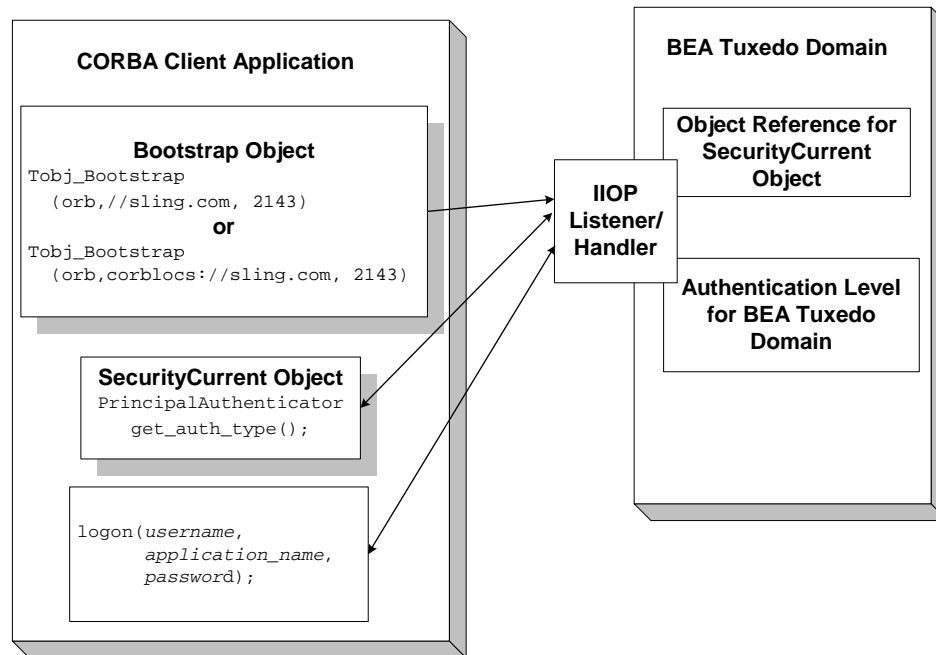 CORBA Client Application
Bootstrap Object
Tobj_Bootstrap
(orb,//sling.com, 2143)
or
Tobj_Bootstrap
(orb,corblocs://sling.com, 2143)
SecurityCurrent Object
PrincipalAuthenticator
get_auth_type();
logon(username,
application_name,
password);
IIOP
Listener/
Handler
BEA Tuxedo Domain
Object Reference for
SecurityCurrent
Object
Authentication Level
for BEA Tuxedo
Domain